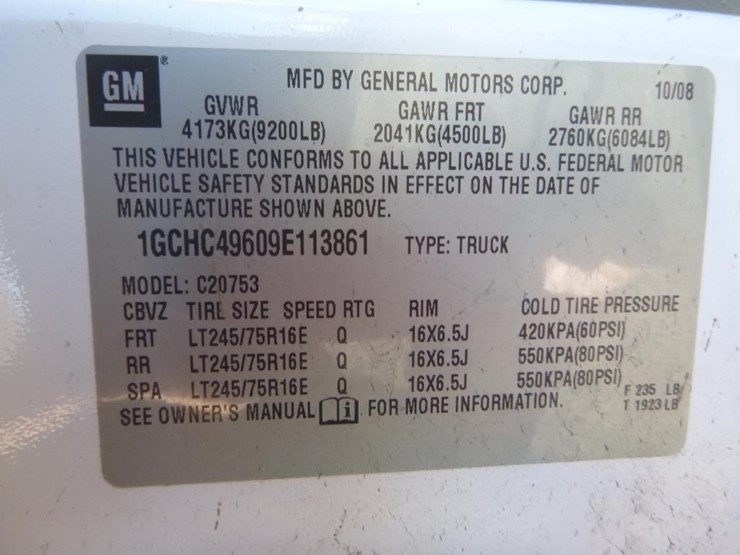 GM ®
MFD BY GENERAL MOTORS CORP. 10/08
GVWR GAWR FRT GAWR RR
4173KG(9200LB) 2041KG(4500LB) 2760KG(6084LB)
THIS VEHICLE CONFORMS TO ALL APPLICABLE U.S. FEDERAL MOTOR
VEHICLE SAFETY STANDARDS IN EFFECT ON THE DATE OF
MANUFACTURE SHOWN ABOVE.
1GCHC49609E113861 TYPE: TRUCK
MODEL: C20753
CBVZ TIRE SIZE SPEED RTG RIM COLD TIRE PRESSURE
FRT LT245/75R16E Q 16X6.5J 420KPA(60PSI)
RR LT245/75R16E Q 16X6.5J 550KPA(80PSI)
SPA LT245/75R16E Q 16X6.5J 550KPA(80PSI)
F 235 LB
SEE OWNER'S MANUAL i FOR MORE INFORMATION. T 1923 LB